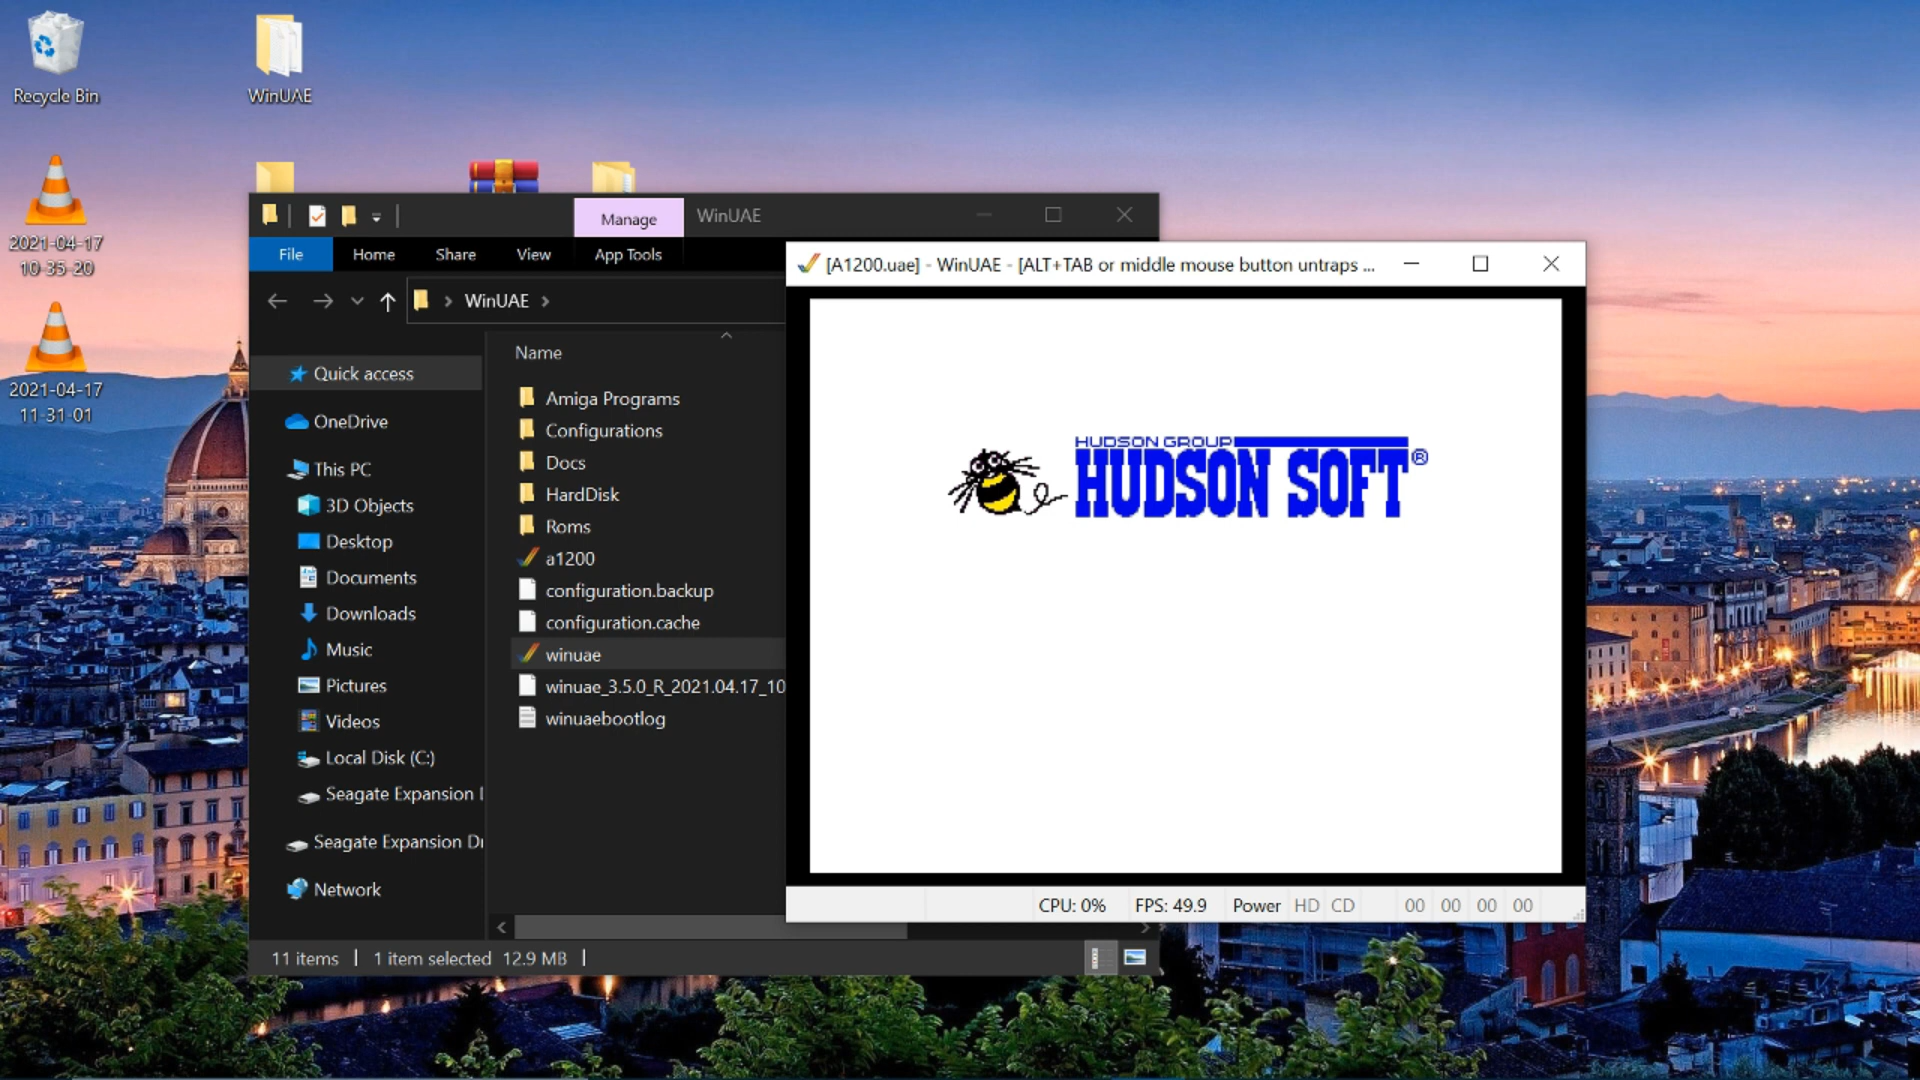 Recycle Bin
WinUAE
2021-04-17
10-35-20
2021-04-17
11-31-01
Manage
WinUAE
File
Home
Share
View
App Tools
WinUAE
Name
Quick access
OneDrive
This PC
3D Objects
Desktop
Documents
Downloads
Music
Pictures
Videos
Local Disk (C:)
Seagate Expansion
Seagate Expansion
Network
Amiga Programs
Configurations
Docs
HardDisk
Roms
a1200
configuration.backup
configuration.cache
winuae
winuae_3.5.0_R_2021.04.17_10
winuaebootlog
11 items
1 item selected 12.9 MB
[A1200.uae] - WinUAE - [ALT+TAB or middle mouse button untraps ...
HUDSON GROUP
HUDSON SOFT®
CPU: 0% FPS: 49.9 Power HD CD 00 00 00 00